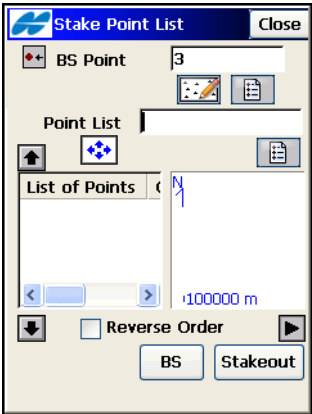 Stake Point List Close
BS Point 3
Point List
List of Points
N
100000 m
Reverse Order
BS Stakeout